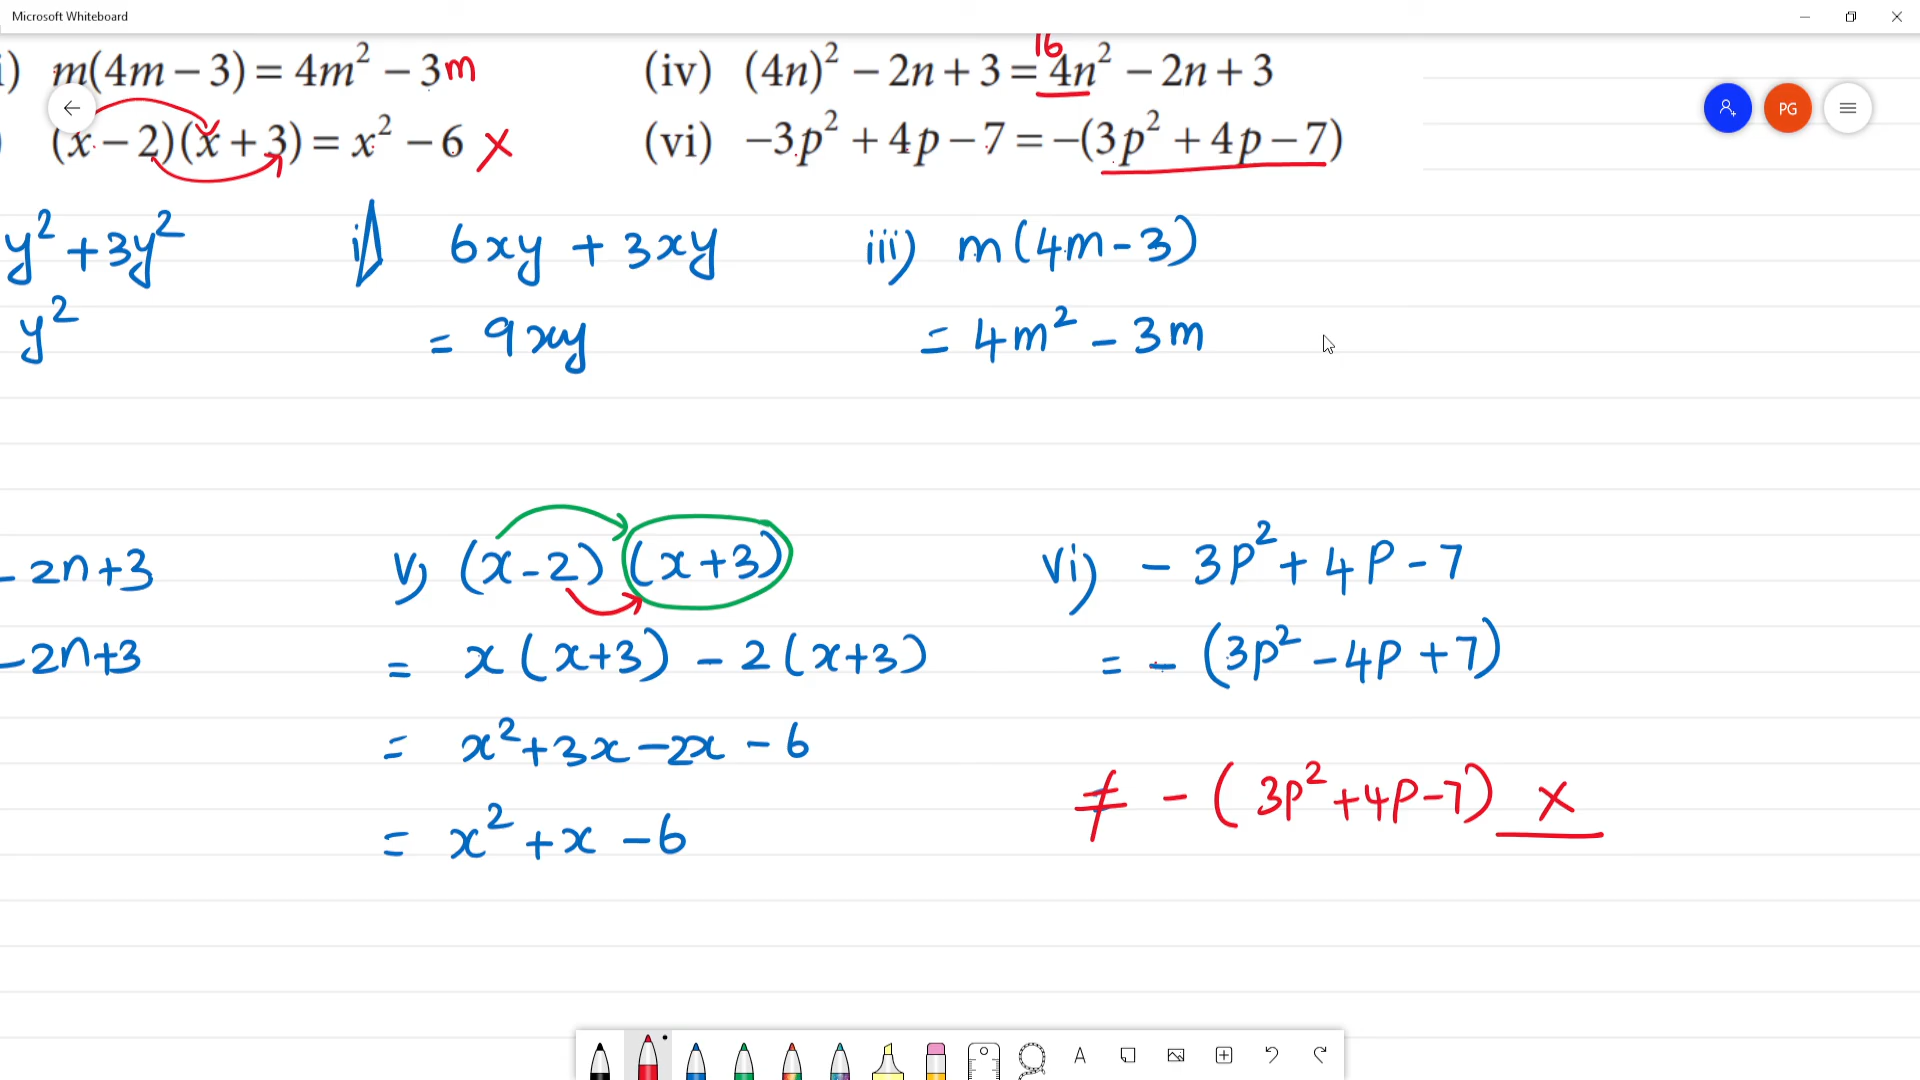 Microsoft Whiteboard
i) m(4m − 3) = 4m² − 3m
(iv) (4n)² − 2n + 3 = 16 4n² − 2n + 3
) (x − 2)(x + 3) = x² − 6 ×
(vi) −3p² + 4p − 7 = −(3p² + 4p − 7)
PG
y² + 3y²
6xy + 3xy
iii) m(4m − 3)
y²
= 9xy
= 4m² − 3m
− 2n + 3
v) (x − 2) (x + 3)
vi) − 3p² + 4p − 7
− 2n + 3
= x (x + 3) − 2 (x + 3)
= − (3p² − 4p + 7)
= x² + 3x − 2x − 6
≠ − (3p² + 4p − 7) ×
= x² + x − 6
A